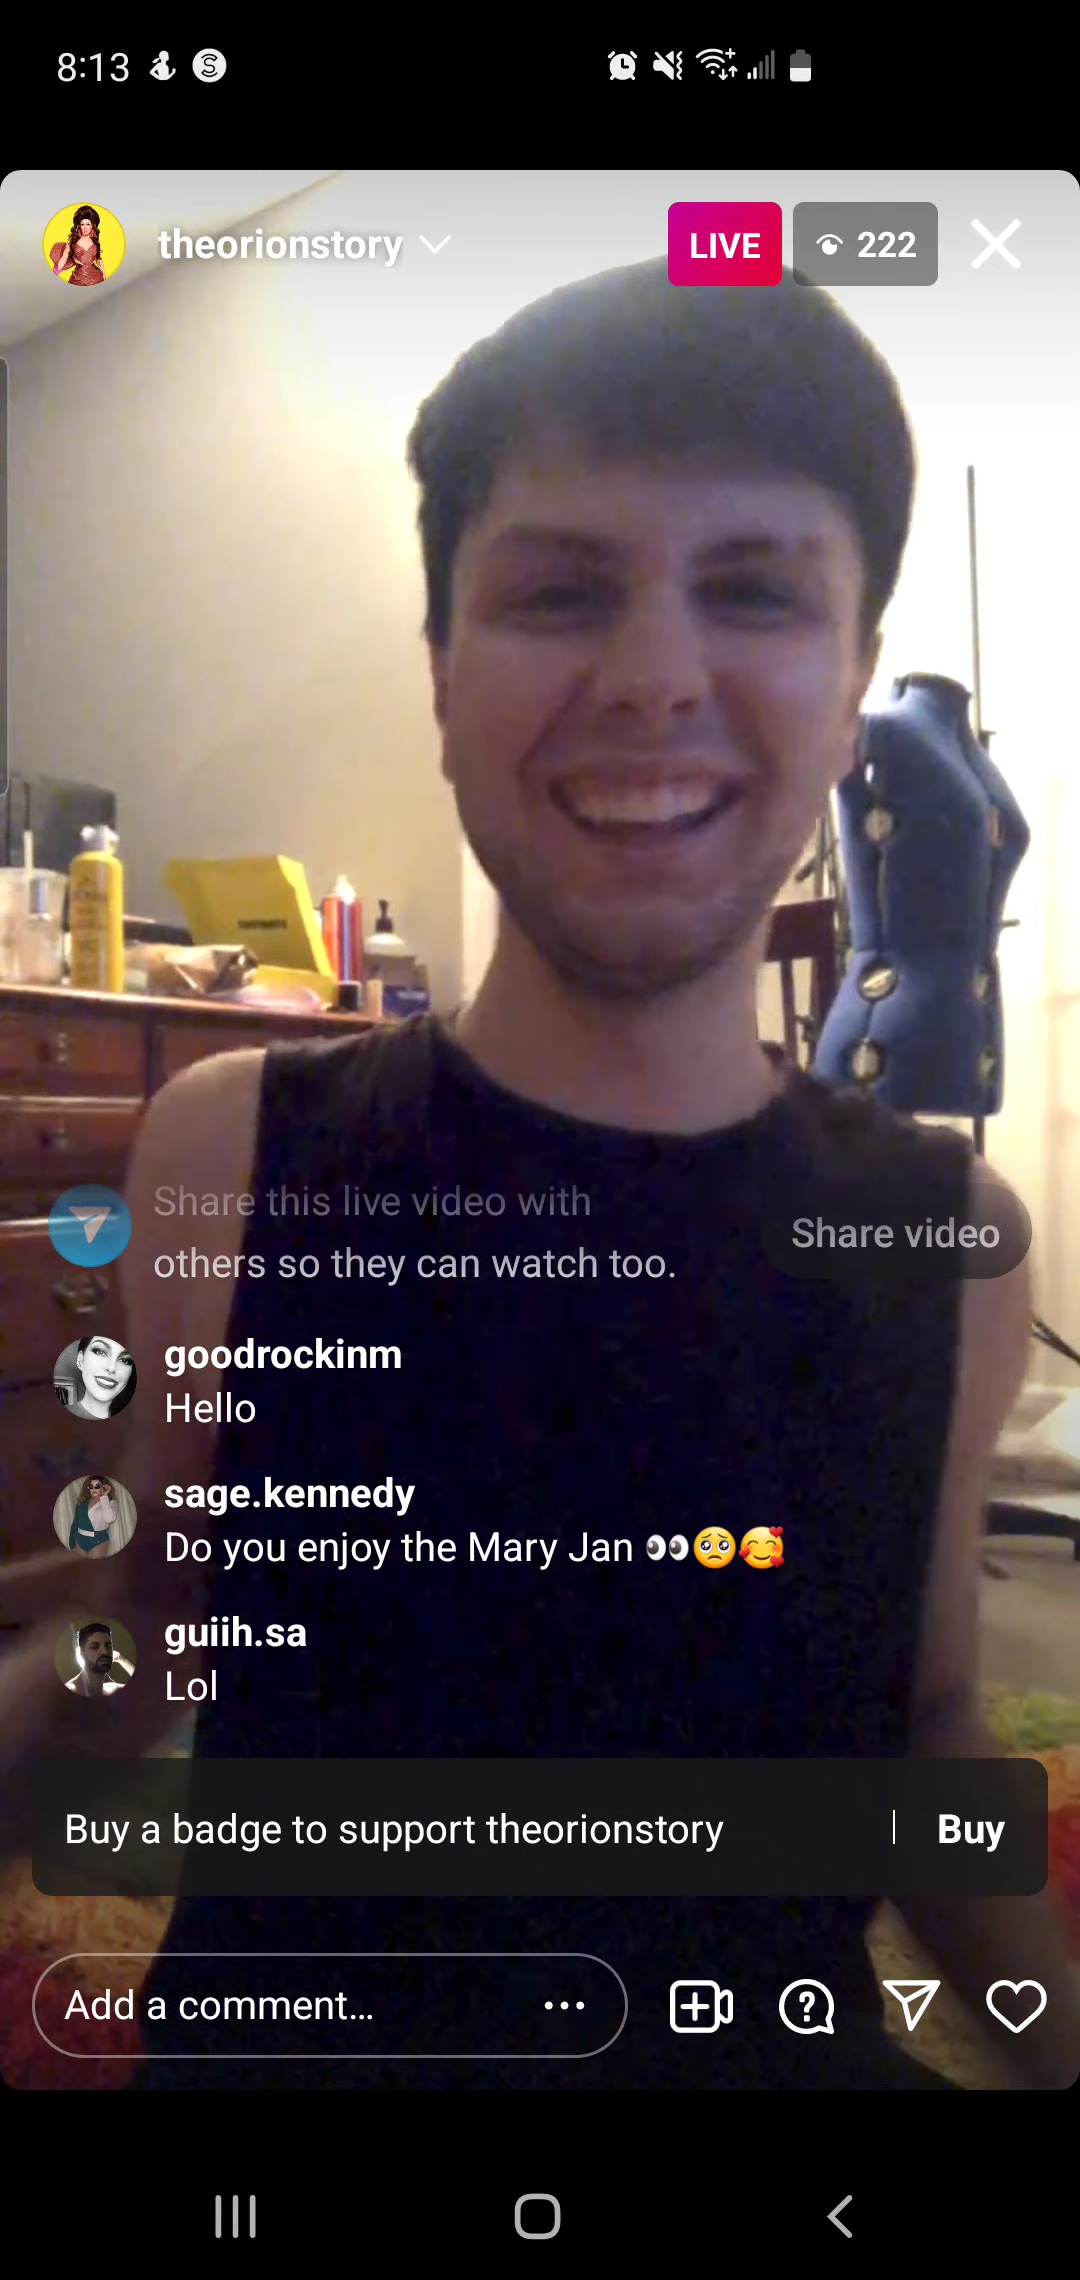 8:13
theorionstory
LIVE
222
Share this live video with
others so they can watch too.
Share video
goodrockinm
Hello
sage.kennedy
Do you enjoy the Mary Jan 👀🥺🥰
guiih.sa
Lol
Buy a badge to support theorionstory
Buy
Add a comment...